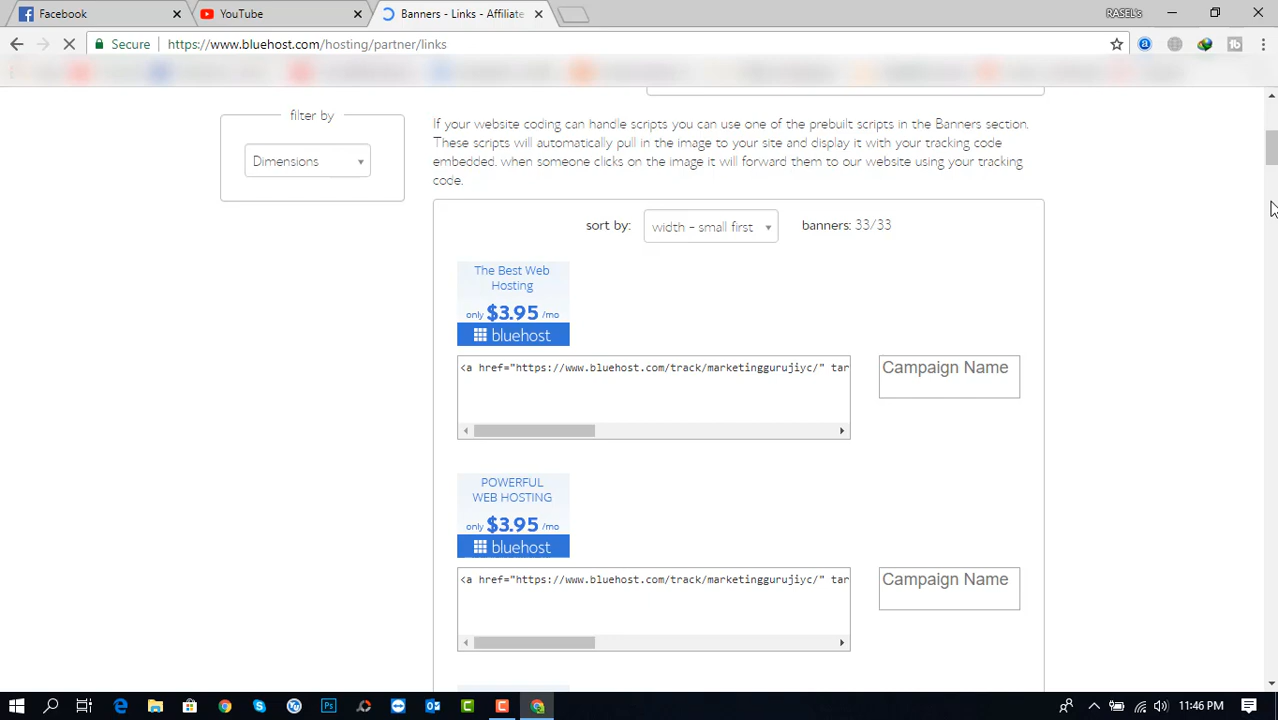 Facebook
YouTube
Banners - Links - Affiliate
RASEL's
Secure
https://www.bluehost.com/hosting/partner/links
filter by
Dimensions
If your website coding can handle scripts you can use one of the prebuilt scripts in the Banners section.
These scripts will automatically pull in the image to your site and display it with your tracking code
embedded. when someone clicks on the image it will forward them to our website using your tracking
code.
sort by:
width - small first
banners: 33/33
The Best Web
Hosting
only $3.95 /mo
bluehost
<a href="https://www.bluehost.com/track/marketinggurujiyc/" tar
Campaign Name
POWERFUL
WEB HOSTING
only $3.95 /mo
bluehost
<a href="https://www.bluehost.com/track/marketinggurujiyc/" tar
Campaign Name
11:46 PM